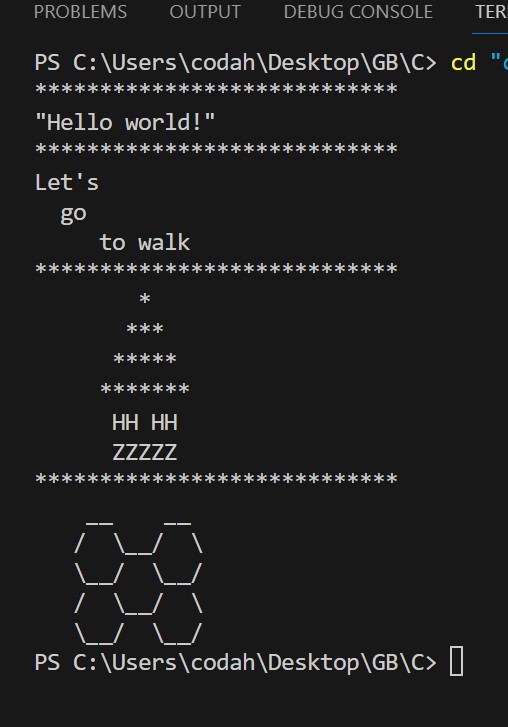 PROBLEMS OUTPUT DEBUG CONSOLE TER
PS C:\Users\codah\Desktop\GB\C> cd "c
****************************
"Hello world!"
****************************
Let's
  go
     to walk
****************************
        *
       ***
      *****
     *******
      HH HH
      ZZZZZ
****************************
    __    __
   /  \__/  \
   \__/  \__/
   /  \__/  \
   \__/  \__/
PS C:\Users\codah\Desktop\GB\C>